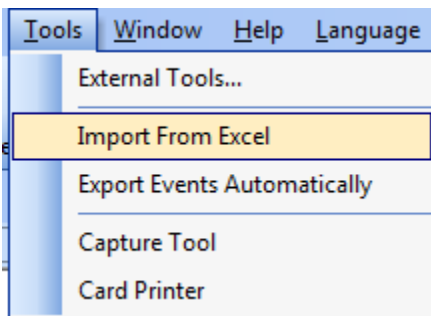 Tools Window Help Language
External Tools...
Import From Excel
Export Events Automatically
Capture Tool
Card Printer